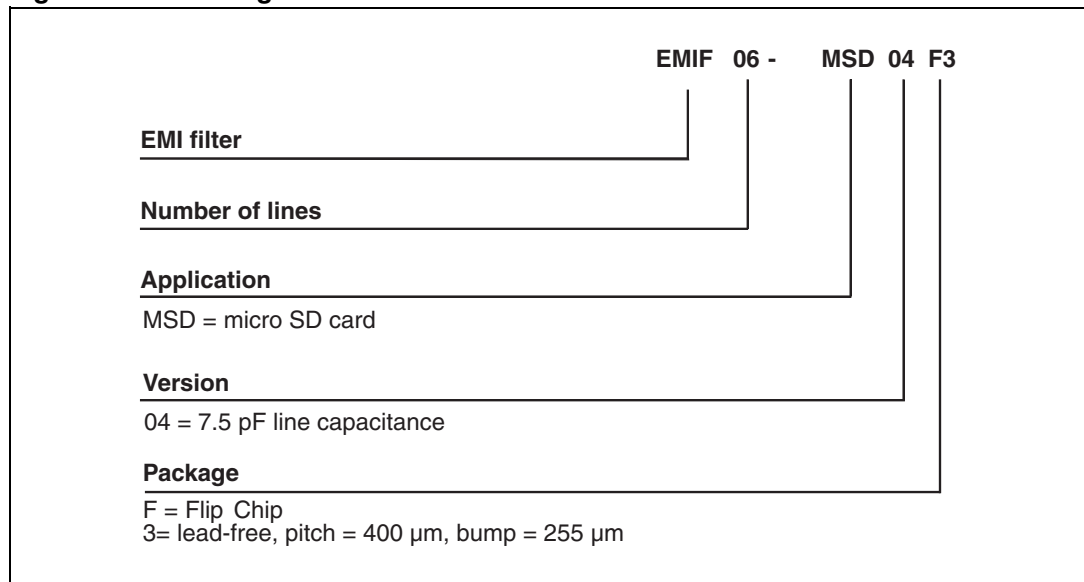 EMIF 06 - MSD 04 F3
EMI filter
Number of lines
Application
MSD = micro SD card
Version
04 = 7.5 pF line capacitance
Package
F = Flip Chip
3= lead-free, pitch = 400 µm, bump = 255 µm